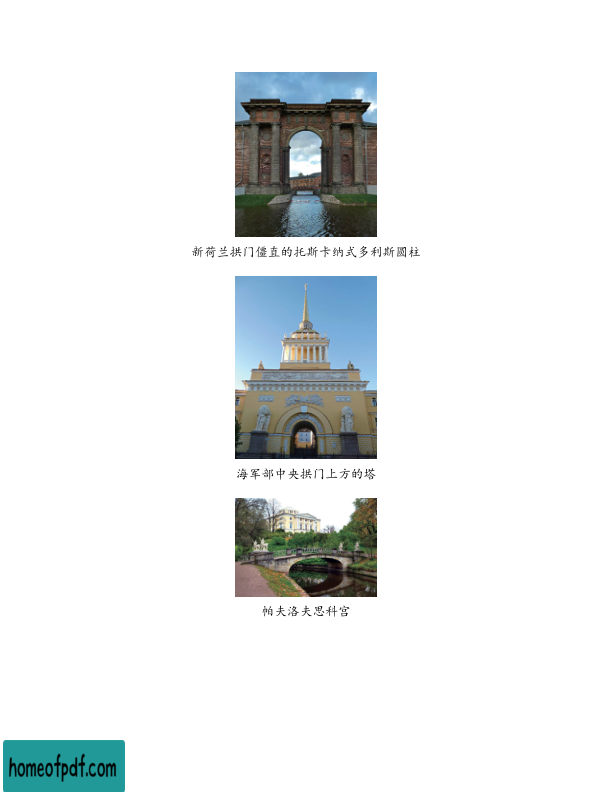 新荷兰拱门儘直的托斯卡纳式多利斯圆柱
海军部中央拱门上方的塔
帕夫洛夫思科宫
homeofpdf.com